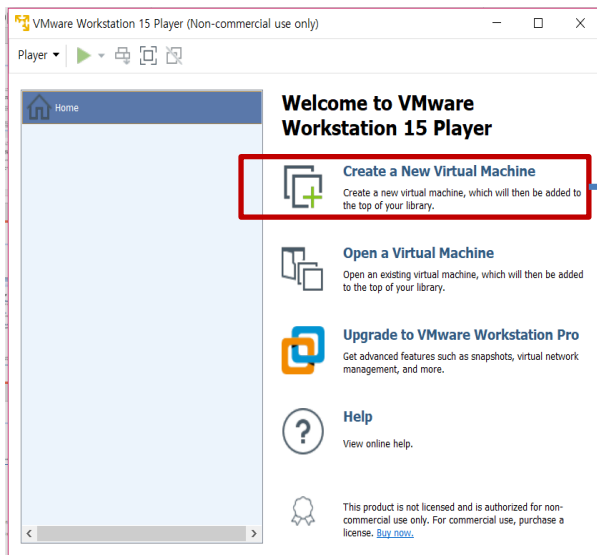 VMware Workstation 15 Player (Non-commercial use only)
Player
Home
Welcome to VMware
Workstation 15 Player
Create a New Virtual Machine
Create a new virtual machine, which will then be added to
the top of your library.
Open a Virtual Machine
Open an existing virtual machine, which will then be added
to the top of your library.
Upgrade to VMware Workstation Pro
Get advanced features such as snapshots, virtual network
management, and more.
Help
View online help.
This product is not licensed and is authorized for non-
commercial use only. For commercial use, purchase a
license. Buy now.